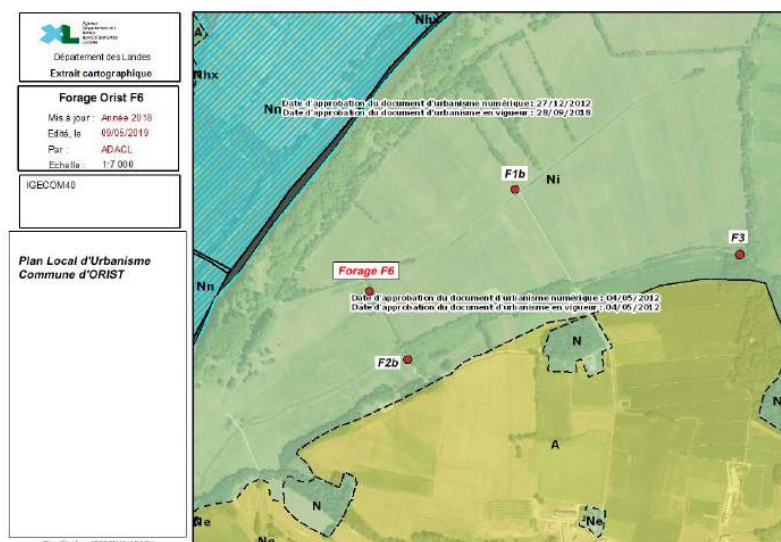 Agence
Départementale
Département des Landes
Extrait cartographique
Forage Orist F6
Mis à jour : Année 2018
Edité, le 09/05/2019
Par : ADACL
Echelle : 1:7 000
IGECOM40
Plan Local d'Urbanisme
Commune d'ORIST
Nhx
A
Nhx
Nn
Date d'approbation du document d'urbanisme numérique : 27/12/2012
Date d'approbation du document d'urbanisme en vigueur : 28/09/2018
F1b
Ni
F3
Forage F6
Nn
Date d'approbation du document d'urbanisme numérique : 04/05/2012
Date d'approbation du document d'urbanisme en vigueur : 04/05/2012
N
F2b
N
A
N
Ne
Ne
Ne